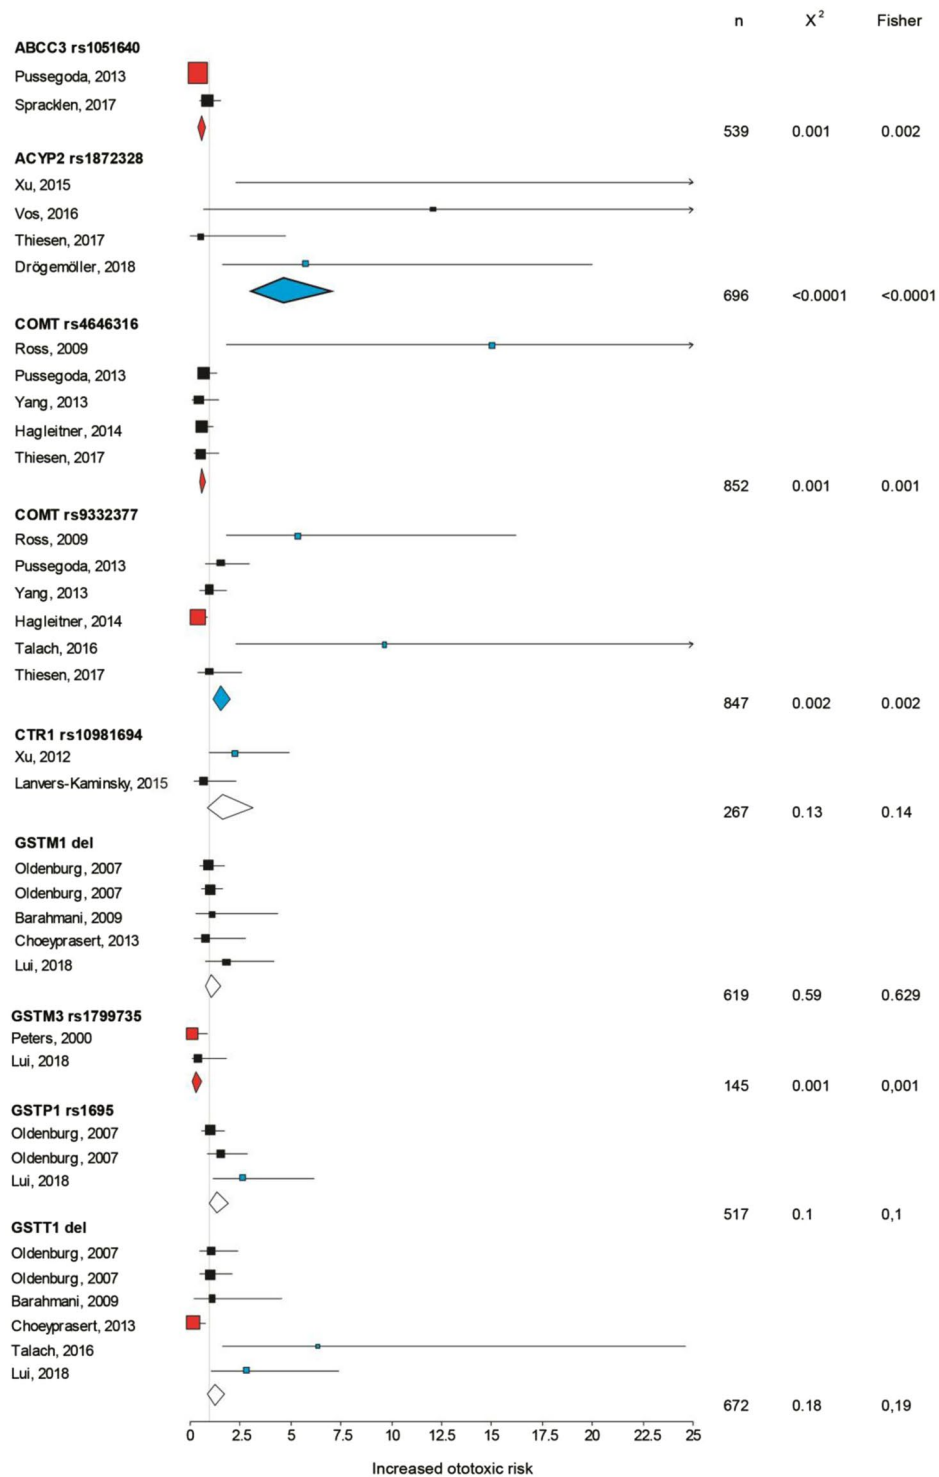 n X² Fisher
ABCC3 rs1051640
Pussegoda, 2013
Spracklen, 2017
539 0.001 0.002
ACYP2 rs1872328
Xu, 2015
Vos, 2016
Thiesen, 2017
Drögemöller, 2018
696 <0.0001 <0.0001
COMT rs4646316
Ross, 2009
Pussegoda, 2013
Yang, 2013
Hagleitner, 2014
Thiesen, 2017
852 0.001 0.001
COMT rs9332377
Ross, 2009
Pussegoda, 2013
Yang, 2013
Hagleitner, 2014
Talach, 2016
Thiesen, 2017
847 0.002 0.002
CTR1 rs10981694
Xu, 2012
Lanvers-Kaminsky, 2015
267 0.13 0.14
GSTM1 del
Oldenburg, 2007
Oldenburg, 2007
Barahmani, 2009
Choeyprasert, 2013
Lui, 2018
619 0.59 0.629
GSTM3 rs1799735
Peters, 2000
Lui, 2018
145 0.001 0,001
GSTP1 rs1695
Oldenburg, 2007
Oldenburg, 2007
Lui, 2018
517 0.1 0,1
GSTT1 del
Oldenburg, 2007
Oldenburg, 2007
Barahmani, 2009
Choeyprasert, 2013
Talach, 2016
Lui, 2018
672 0.18 0,19
0 2.5 5 7.5 10 12.5 15 17.5 20 22.5 25
Increased ototoxic risk